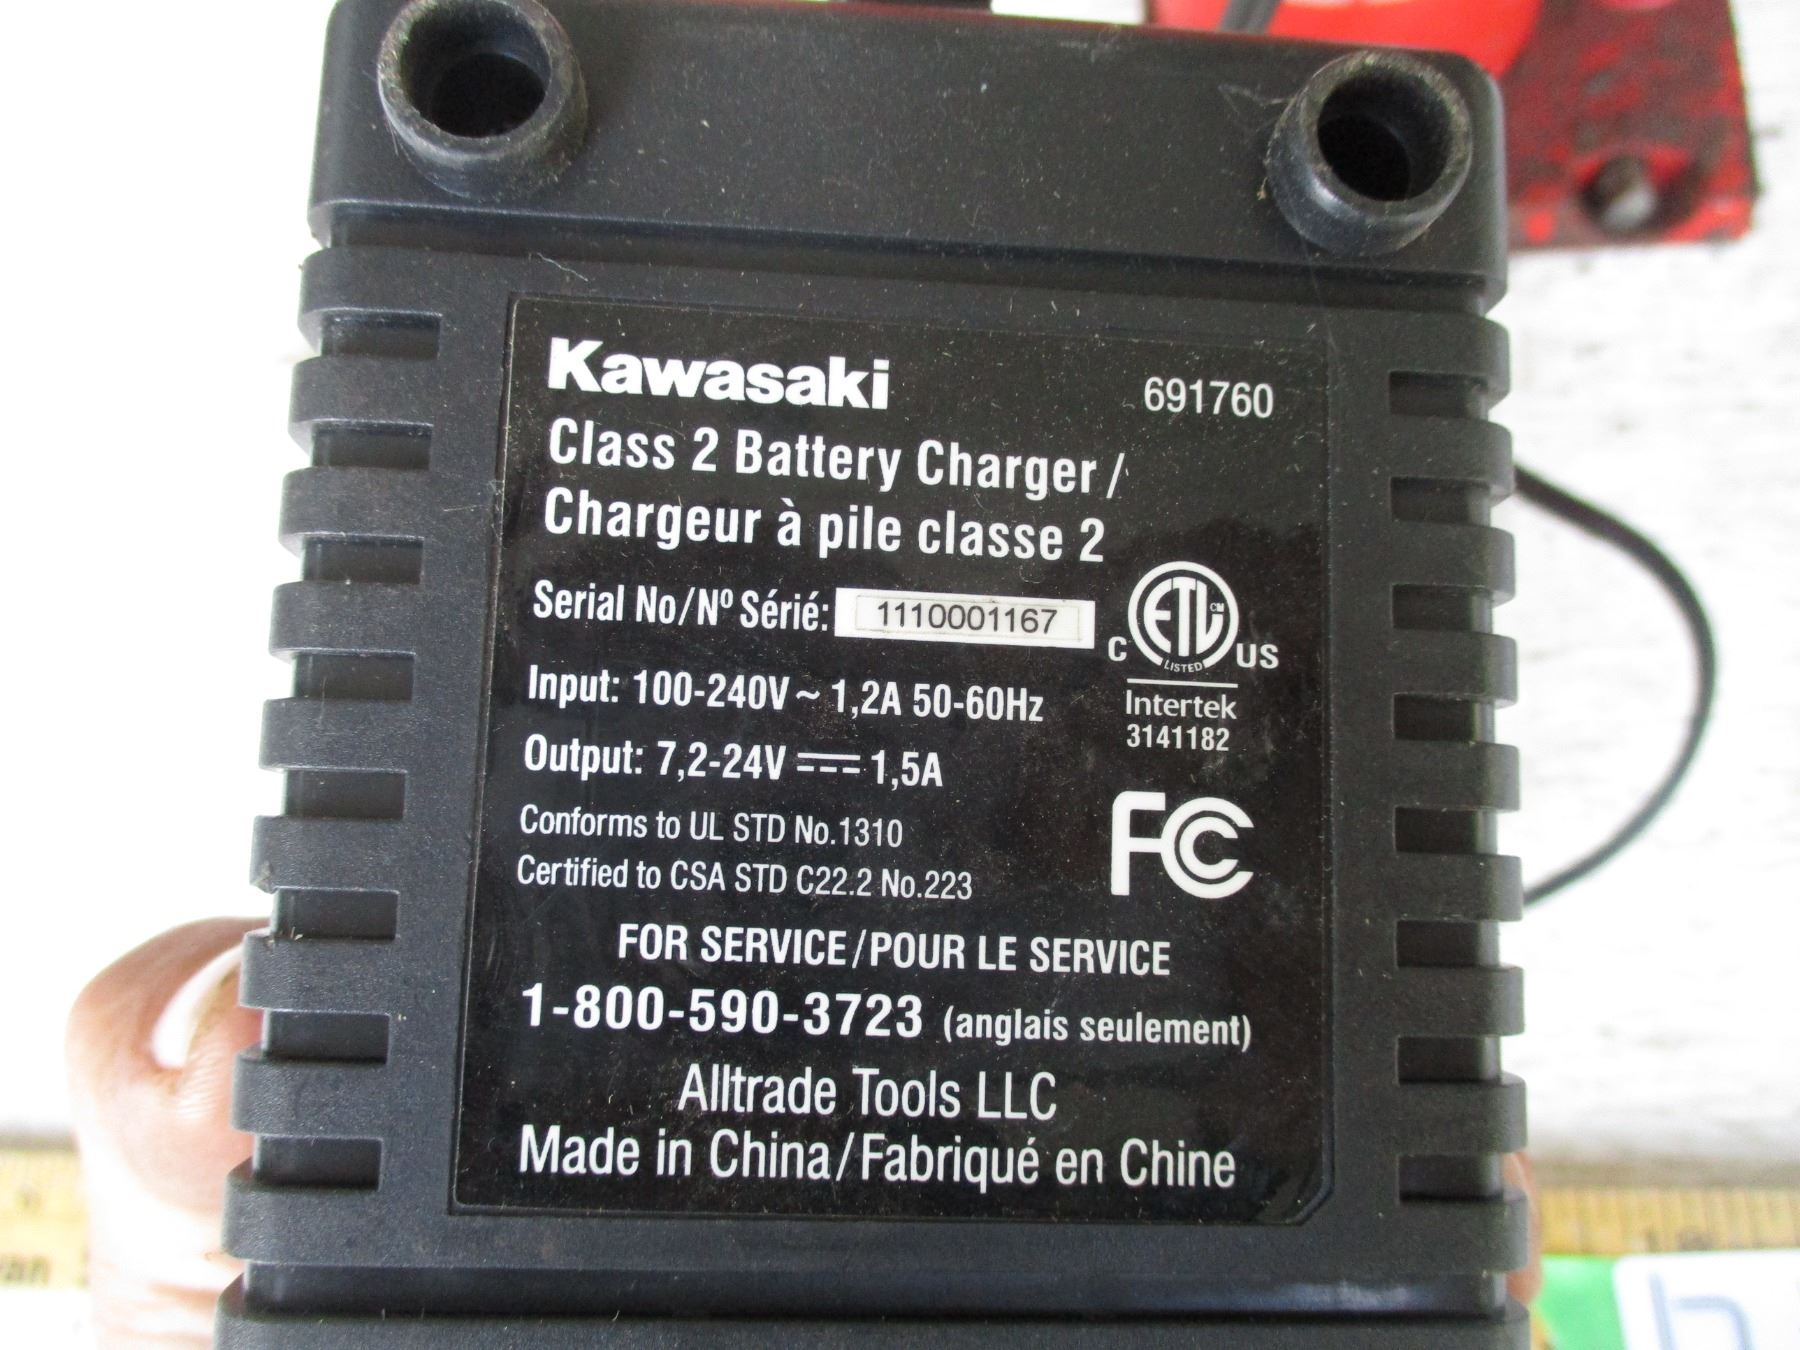 Kawasaki 691760
Class 2 Battery Charger /
Chargeur à pile classe 2
Serial No/Nº Série: 1110001167
C ETL CM LISTED US
Input: 100-240V ~ 1,2A 50-60Hz
Intertek
3141182
Output: 7,2-24V ⎓ 1,5A
Conforms to UL STD No.1310
FC
Certified to CSA STD C22.2 No.223
FOR SERVICE/POUR LE SERVICE
1-800-590-3723 (anglais seulement)
Alltrade Tools LLC
Made in China/Fabriqué en Chine